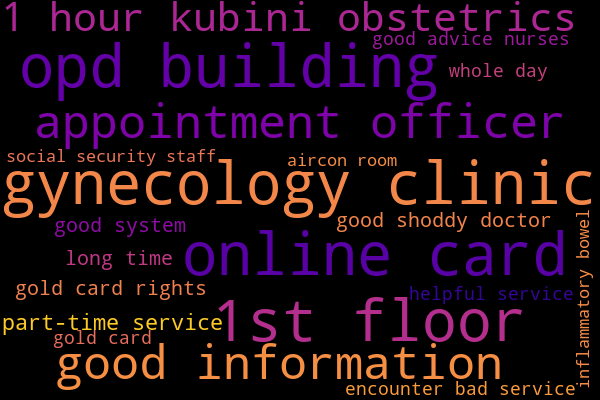 1 hour kubini obstetrics
good advice nurses
opd building
whole day
appointment officer
social security staff
aircon room
gynecology clinic
good system
good shoddy doctor
inflammatory bowel
long time
online card
gold card rights
helpful service
part-time service
1st floor
gold card
good information
encounter bad service